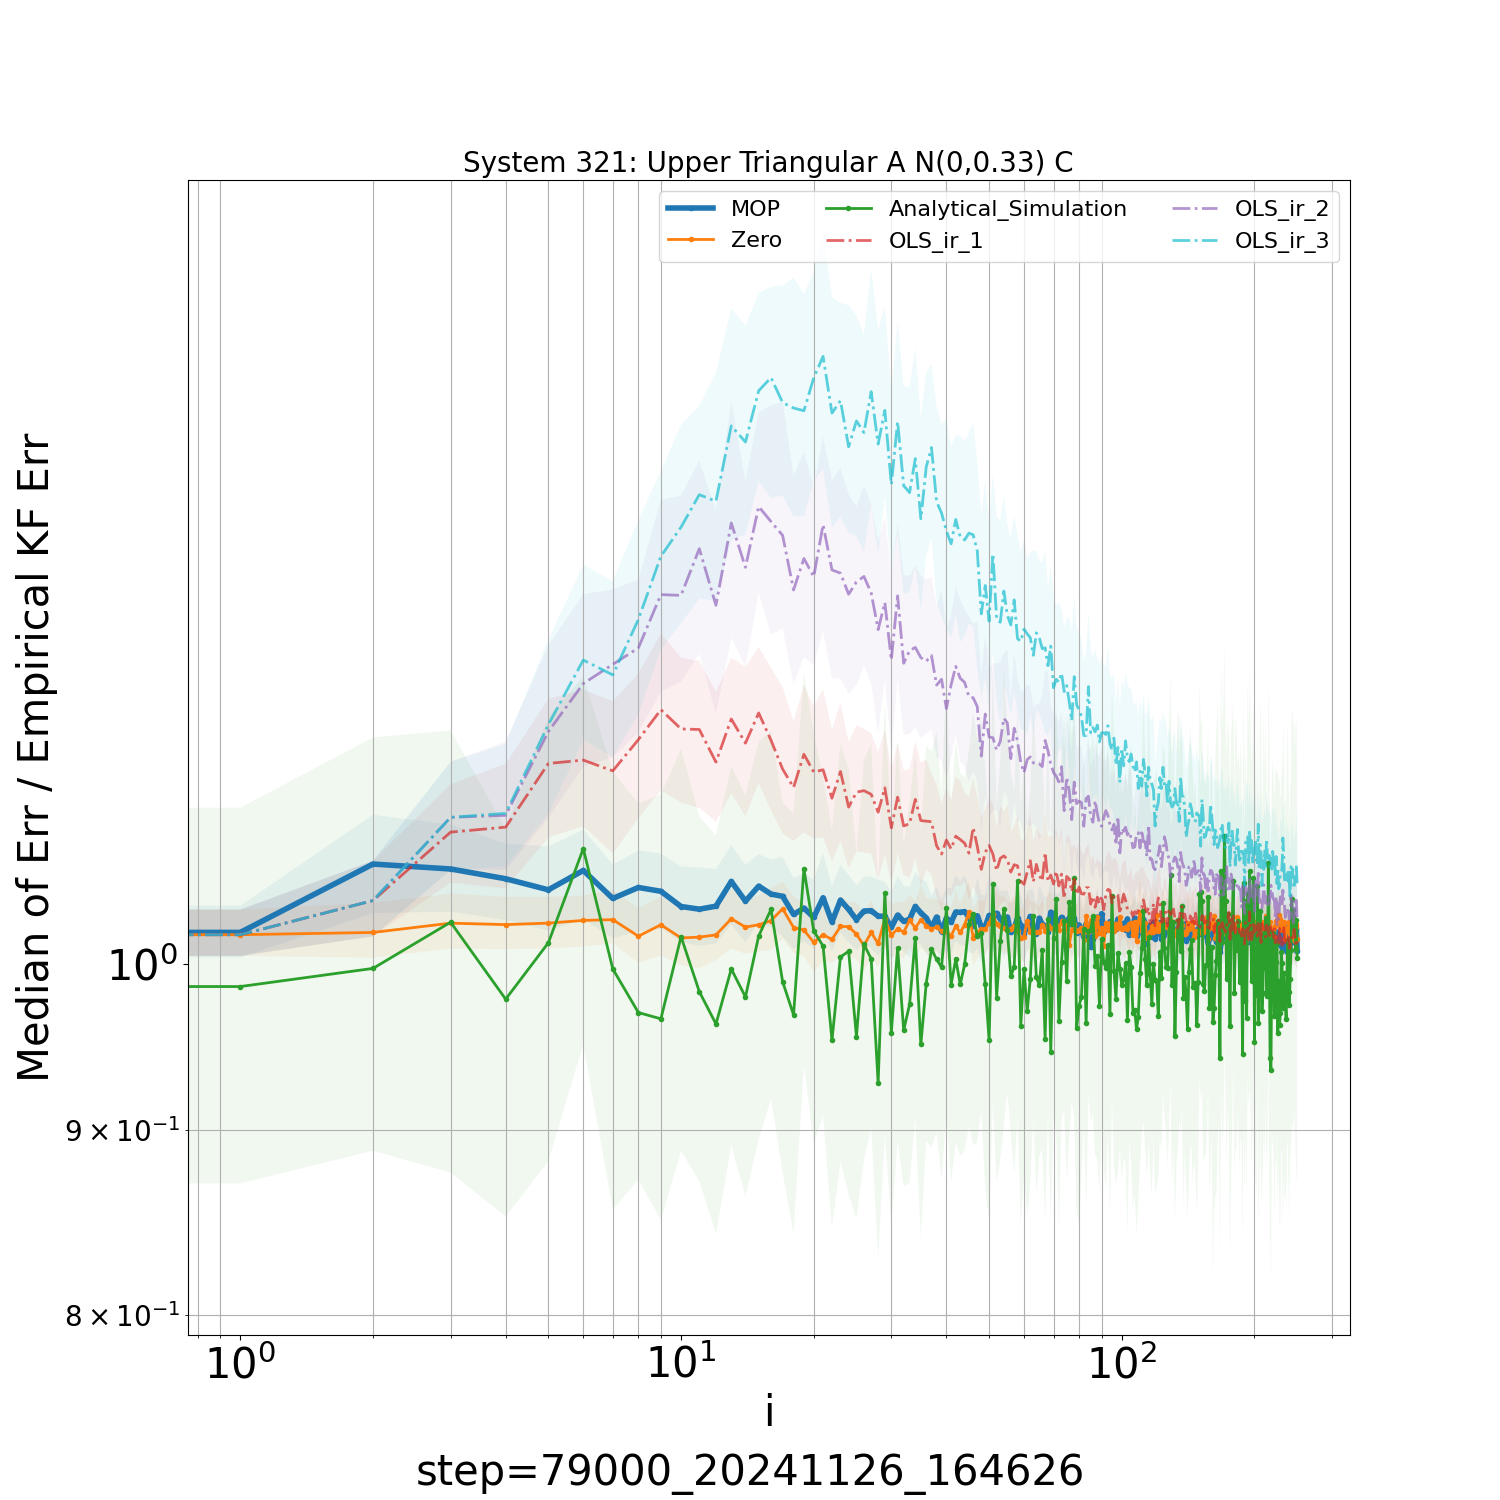 System 321: Upper Triangular A N(0,0.33) C
MOP
Zero
Analytical_Simulation
OLS_ir_1
OLS_ir_2
OLS_ir_3
Median of Err / Empirical KF Err
10⁰
9 × 10⁻¹
8 × 10⁻¹
10⁰
10¹
10²
i
step=79000_20241126_164626